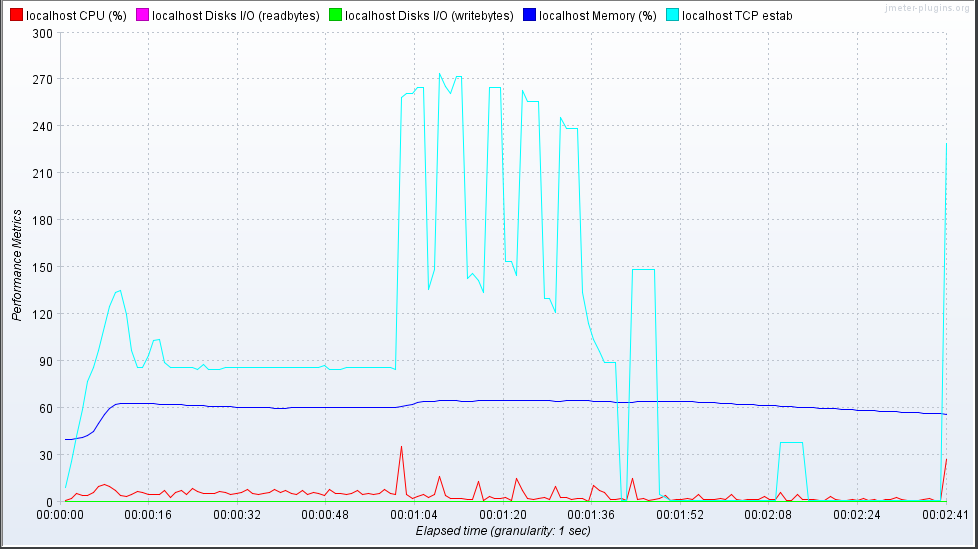 jmeter-plugins.org
localhost CPU (%) localhost Disks I/O (readbytes) localhost Disks I/O (writebytes) localhost Memory (%) localhost TCP estab
300
270
240
210
180
150
120
90
60
30
0
Performance Metrics
00:00:00 00:00:16 00:00:32 00:00:48 00:01:04 00:01:20 00:01:36 00:01:52 00:02:08 00:02:24 00:02:41
Elapsed time (granularity: 1 sec)